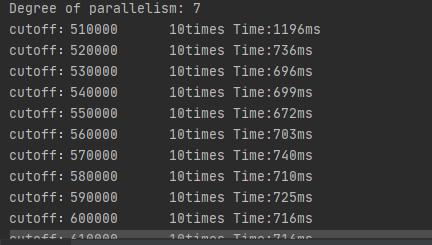 Degree of parallelism: 7
cutoff：510000		10times Time:1196ms
cutoff：520000		10times Time:736ms
cutoff：530000		10times Time:696ms
cutoff：540000		10times Time:699ms
cutoff：550000		10times Time:672ms
cutoff：560000		10times Time:703ms
cutoff：570000		10times Time:740ms
cutoff：580000		10times Time:710ms
cutoff：590000		10times Time:725ms
cutoff：600000		10times Time:716ms
cutoff：610000		10times Time:716ms